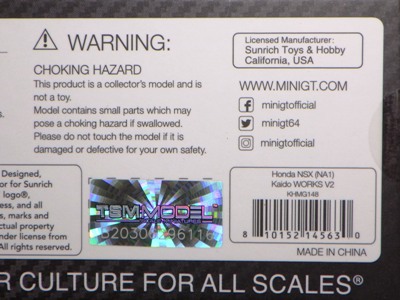 WARNING:
CHOKING HAZARD
This product is a collector's model and is
not a toy.
Model contains small parts which may
pose a choking hazard if swallowed.
Please do not touch the model if it is
damaged or defective for your own safety.
Licensed Manufacturer:
Sunrich Toys & Hobby
California, USA
WWW.MINIGT.COM
minigtofficial
minigt64
minigtofficial
Designed,
or for Sunrich
logo®,
ess, and all
s, marks and
actual property
under license from
All rights reserved.
TSM MODEL
Honda NSX (NA1)
Kaido WORKS V2
KHMG148
8 10152 14563 0
MADE IN CHINA
R CULTURE FOR ALL SCALES®